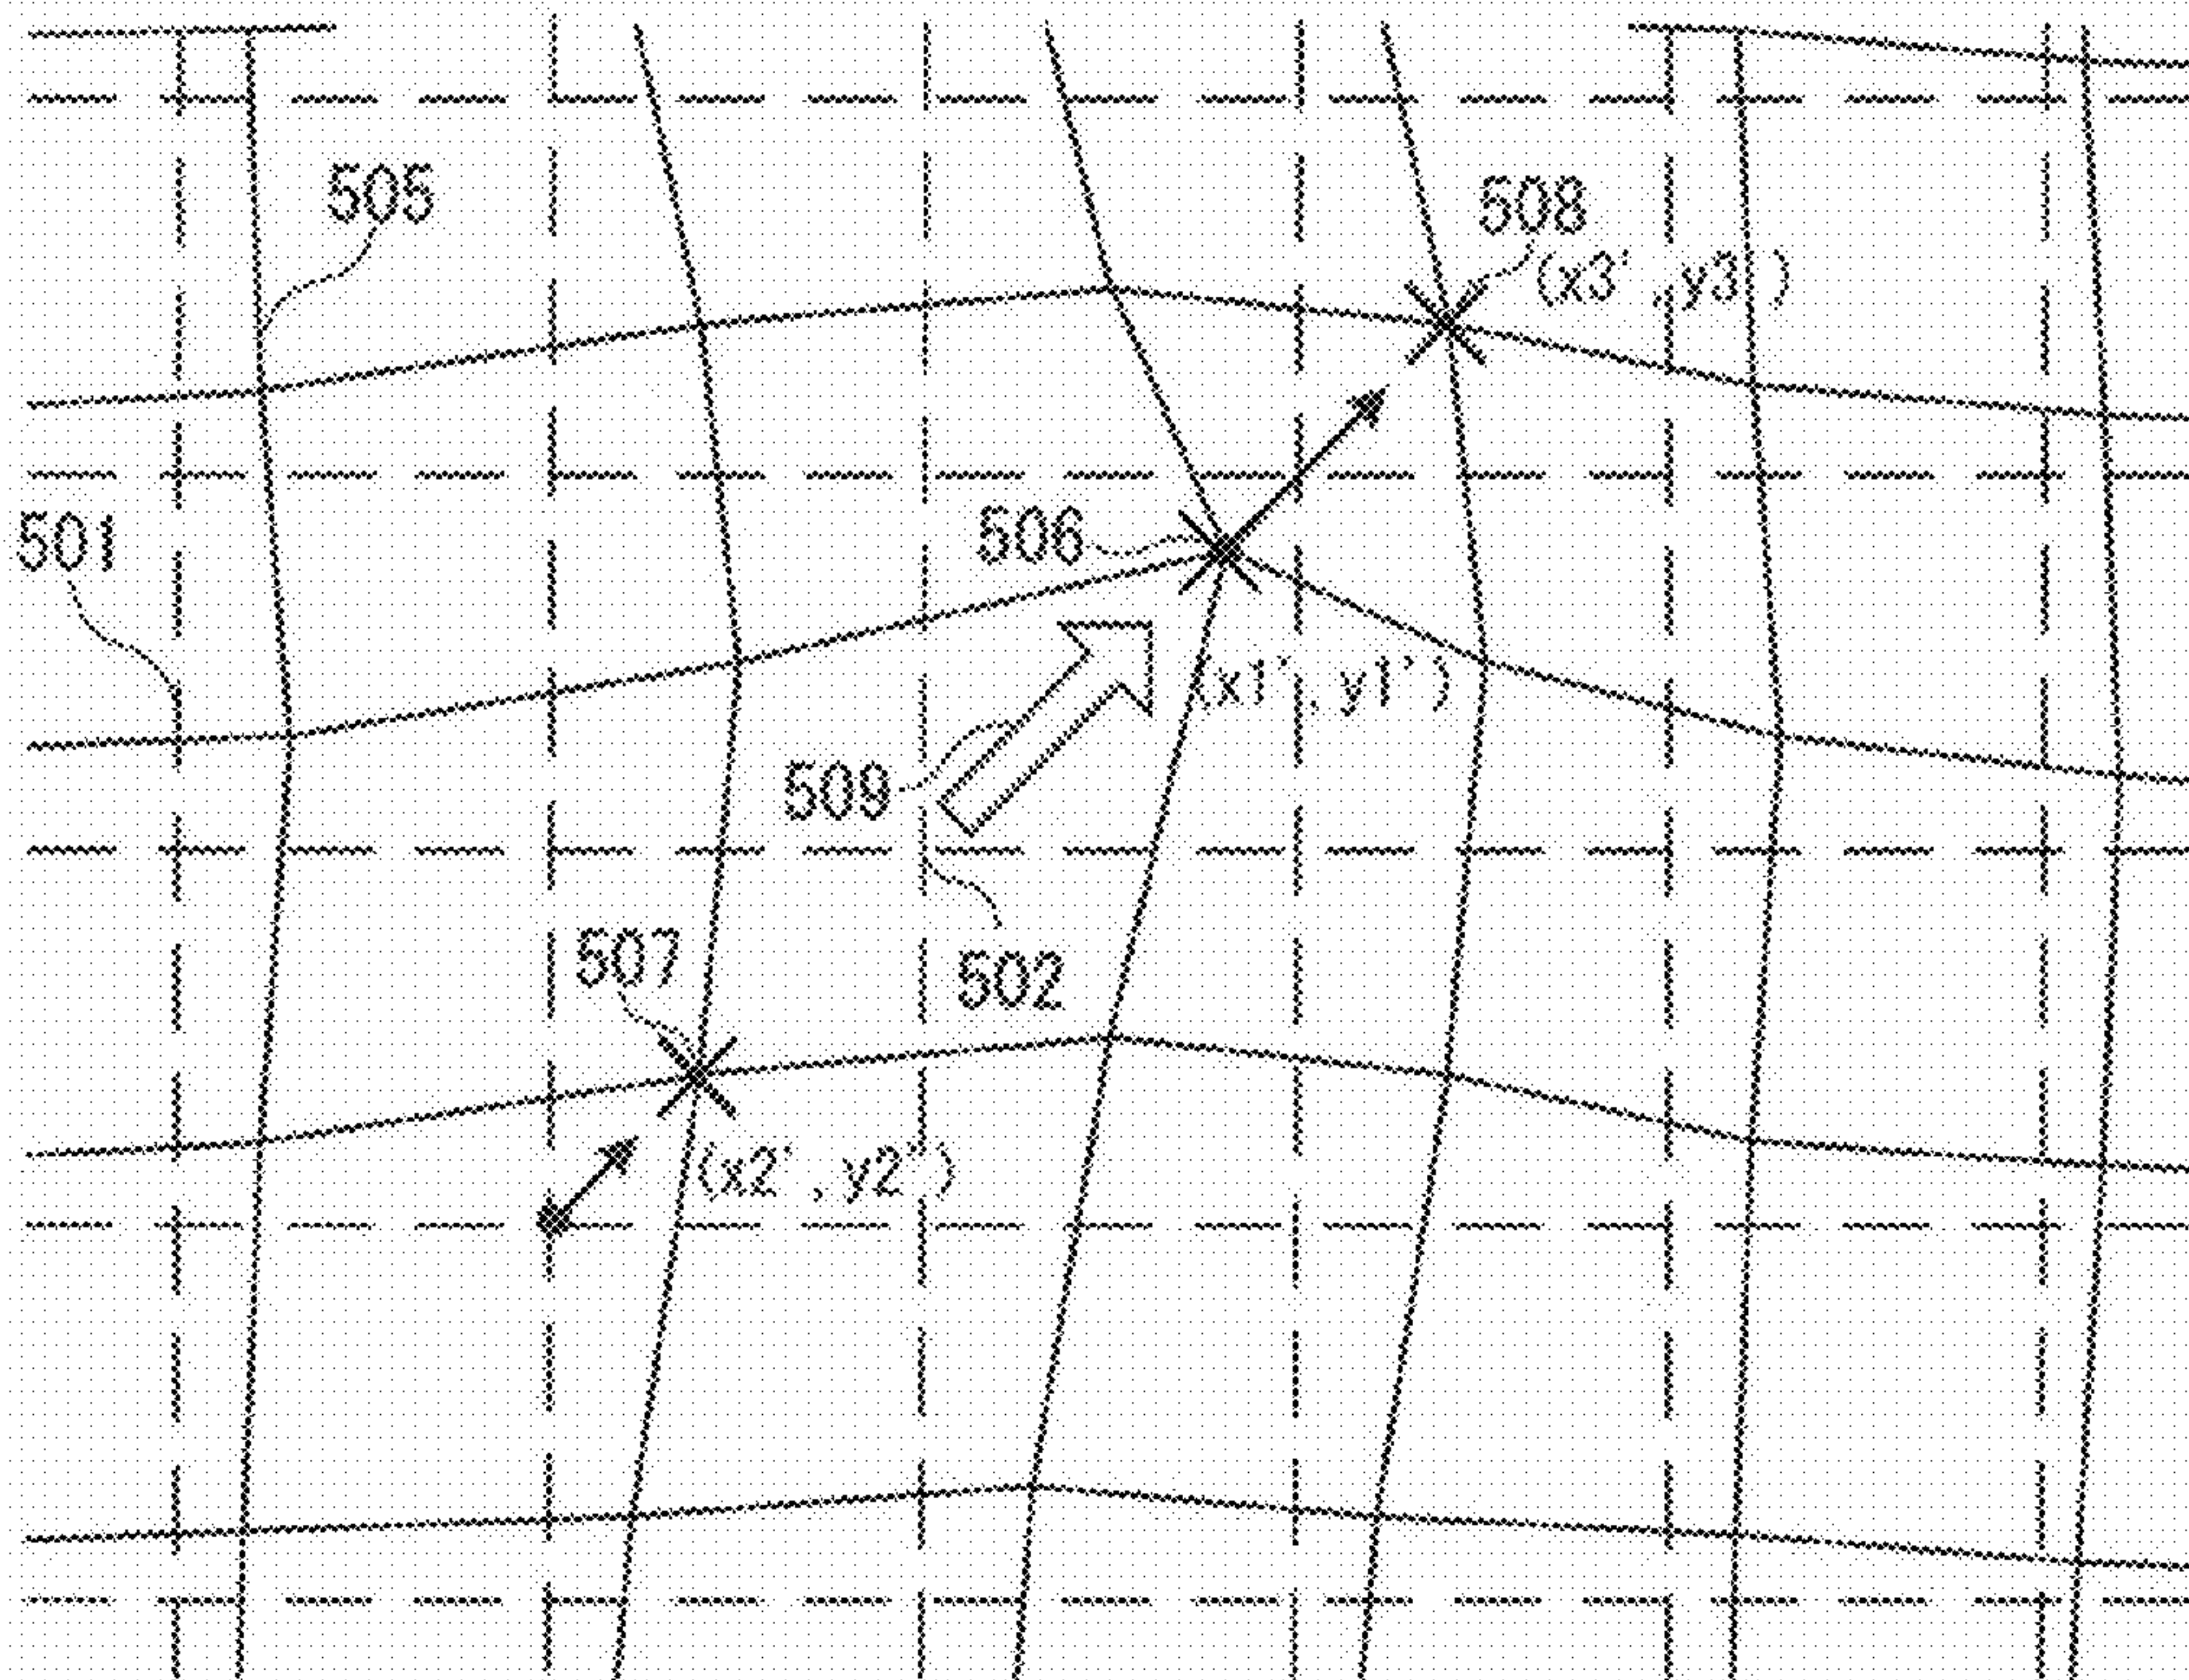 505
508
(x3' , y3' )
501
506
(x1' , y1' )
509
507
502
(x2' , y2' )